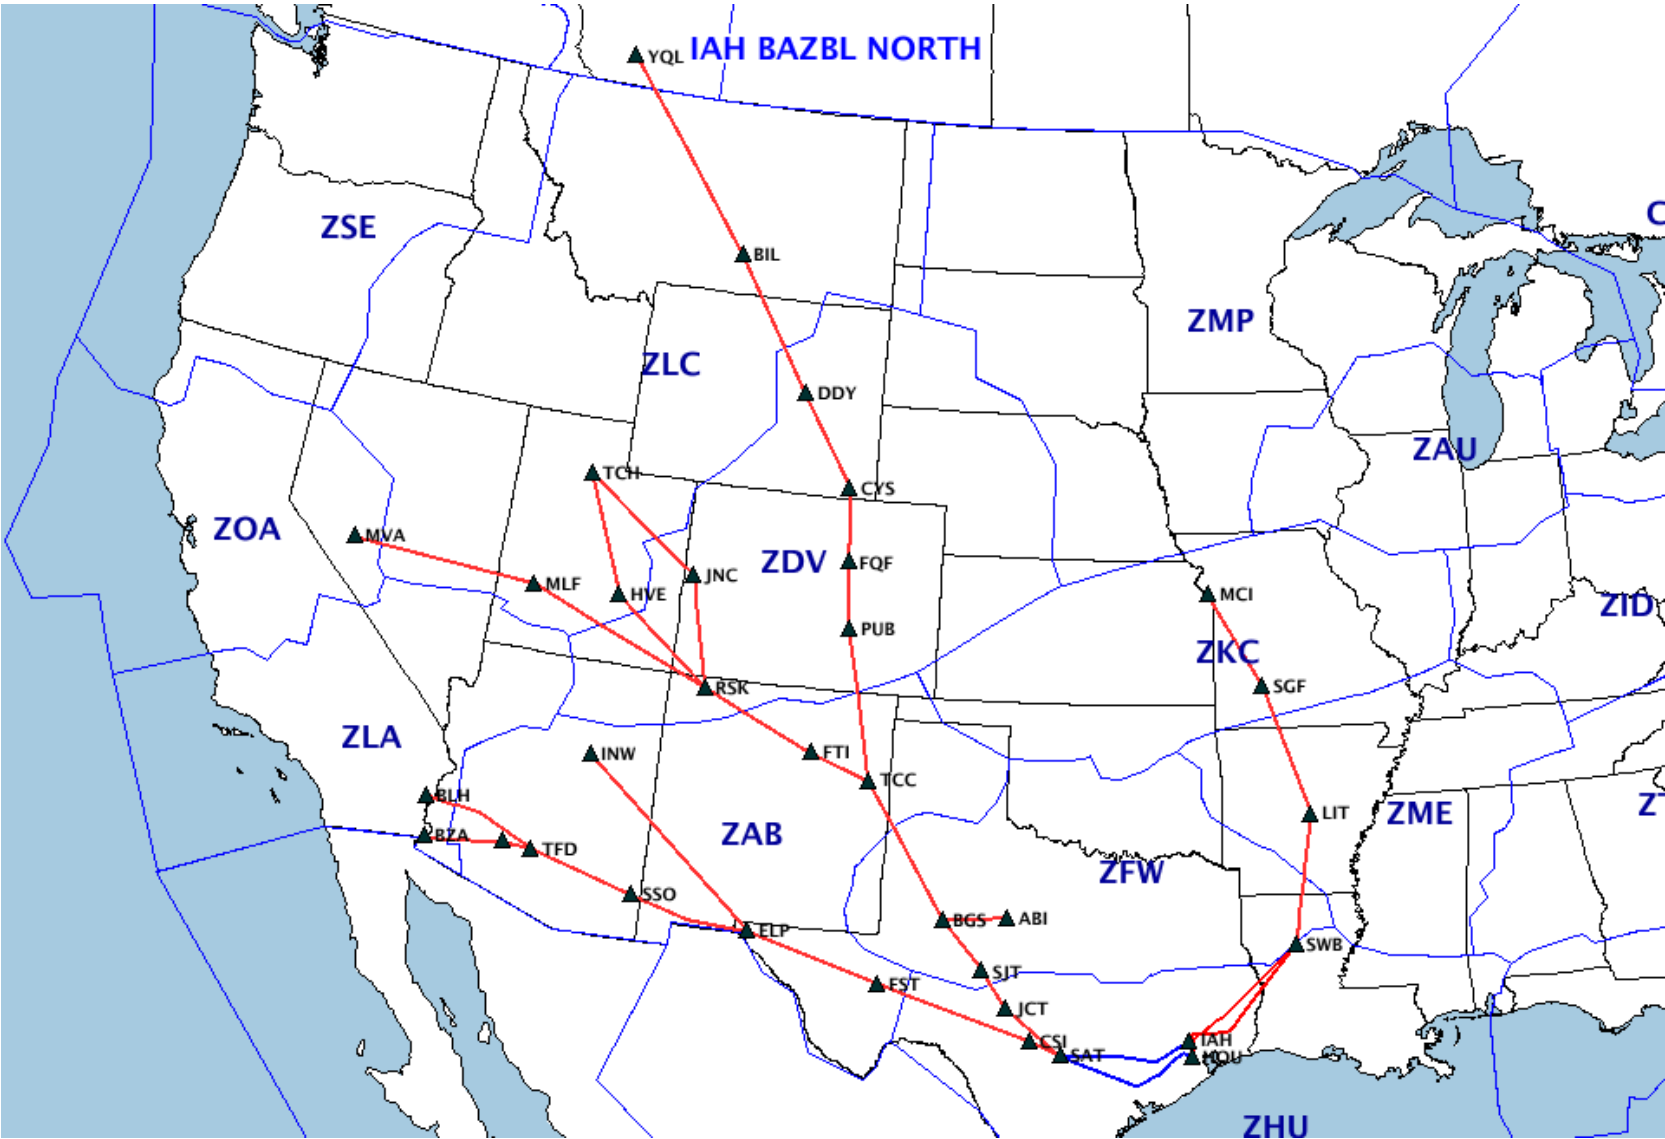 YQL
IAH BAZBL NORTH
C
ZSE
BIL
ZMP
ZLC
DDY
ZAU
TCH
CYS
ZOA
MVA
ZDV
FQF
JNC
MLF
HVE
MCI
ZID
PUB
ZKC
SGF
RSK
ZLA
INW
FTI
TCC
BLH
ZME
LIT
ZT
BZA
ZAB
TFD
ZFW
SSO
BGS
ABI
ELP
SWB
SJT
FST
JCT
CSI
IAH
SAT
HOU
ZHU